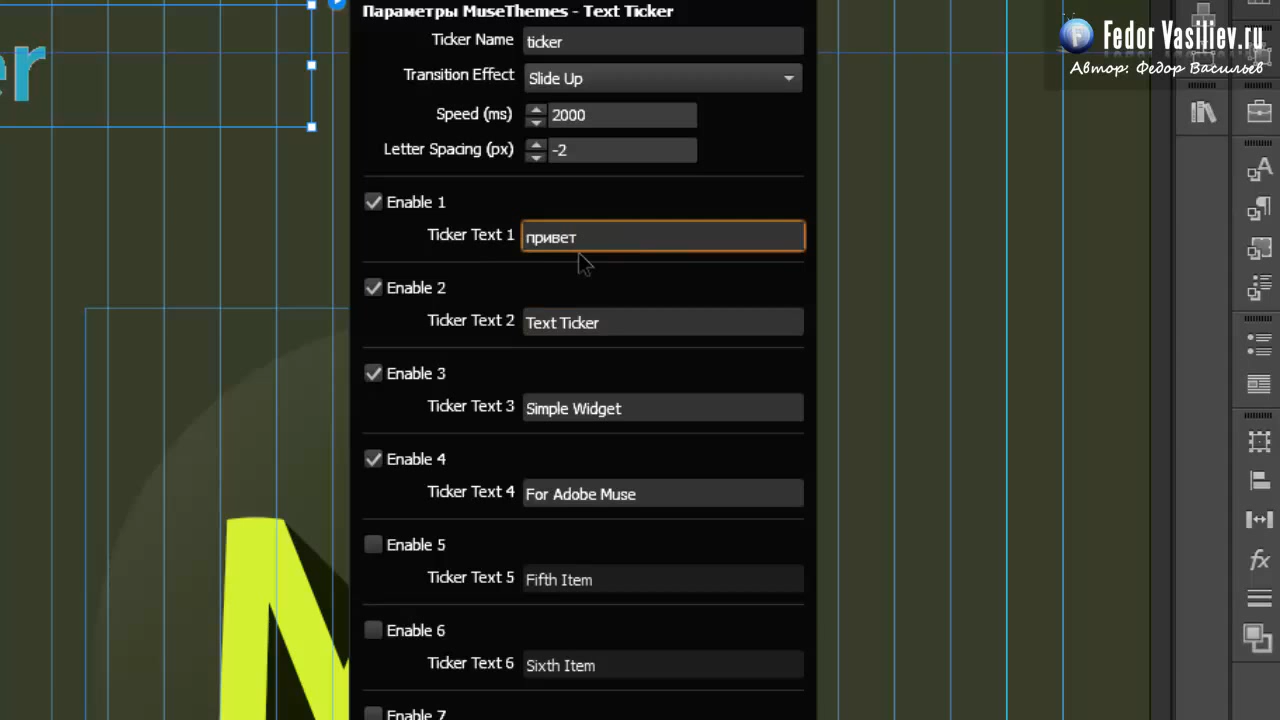 Параметры MuseThemes - Text Ticker
Fedor Vasiliev.ru
Автор: Федор Васильев
er
Ticker Name ticker
Transition Effect Slide Up
Speed (ms) 2000
Letter Spacing (px) -2
Enable 1
Ticker Text 1 привет
Enable 2
Ticker Text 2 Text Ticker
Enable 3
Ticker Text 3 Simple Widget
Enable 4
Ticker Text 4 For Adobe Muse
Enable 5
Ticker Text 5 Fifth Item
Enable 6
Ticker Text 6 Sixth Item
Enable 7